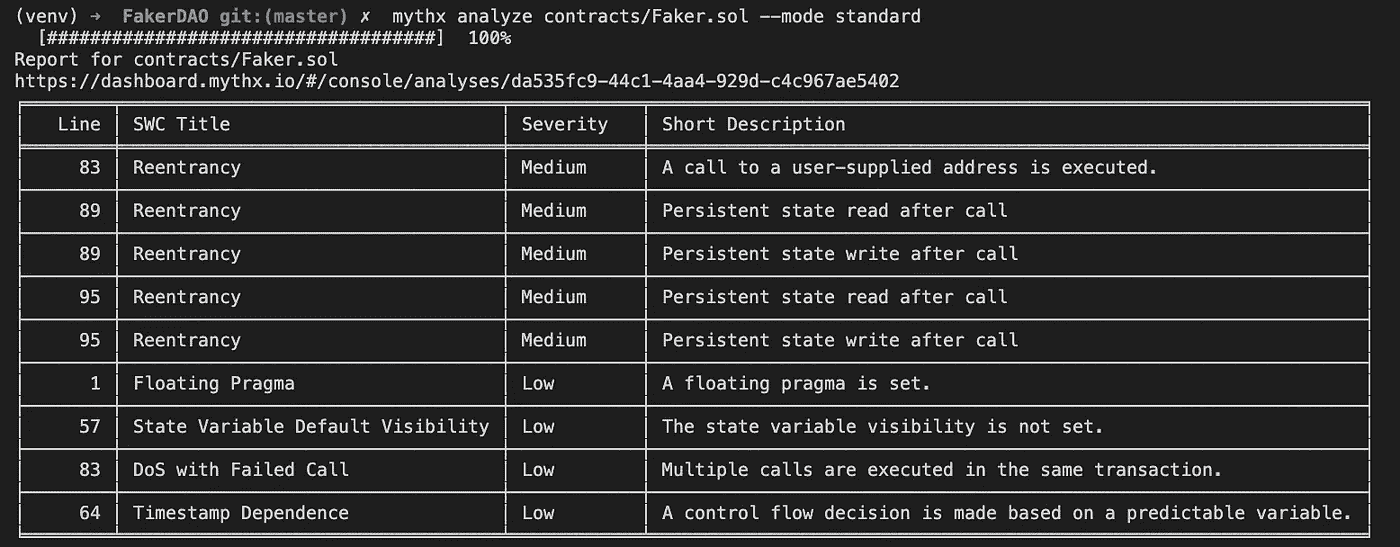 (venv) → FakerDAO git:(master) ✗ mythx analyze contracts/Faker.sol --mode standard
[####################################] 100%
Report for contracts/Faker.sol
https://dashboard.mythx.io/#/console/analyses/da535fc9-44c1-4aa4-929d-c4c967ae5402
Line SWC Title Severity Short Description
83 Reentrancy Medium A call to a user-supplied address is executed.
89 Reentrancy Medium Persistent state read after call
89 Reentrancy Medium Persistent state write after call
95 Reentrancy Medium Persistent state read after call
95 Reentrancy Medium Persistent state write after call
1 Floating Pragma Low A floating pragma is set.
57 State Variable Default Visibility Low The state variable visibility is not set.
83 DoS with Failed Call Low Multiple calls are executed in the same transaction.
64 Timestamp Dependence Low A control flow decision is made based on a predictable variable.